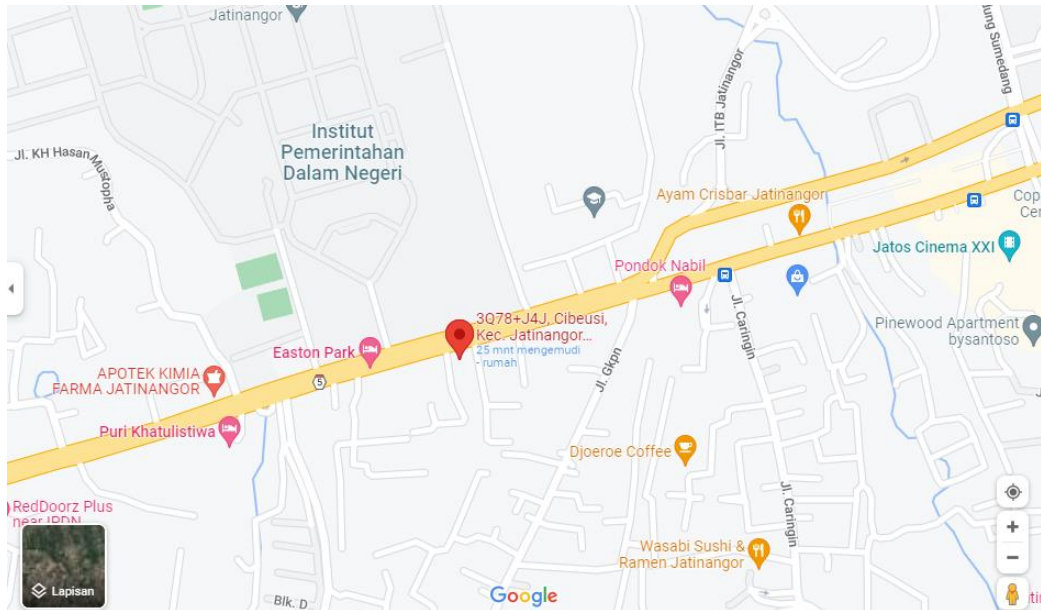 Jatinangor
Institut
Pemerintahan
Dalam Negeri
Jl. KH Hasan Mustopha
Jl. ITB Jatinangor
Sumedang
Ayam Crisbar Jatinangor
Jatos Cinema XXI
Pondok Nabil
3Q78+J4J, Cibeusi,
Kec. Jatinangor...
25 mnt mengemudi
- rumah
Easton Park
5
APOTEK KIMIA
FARMA JATINANGOR
Puri Khatulistiwa
Pinewood Apartment
bysantoso
Jl. Gkpn
Jl. Caringin
Djoeroe Coffee
Jl. Caringin
RedDoorz Plus
near IPDN
Wasabi Sushi &
Ramen Jatinangor
Lapisan
Blk. D
Google